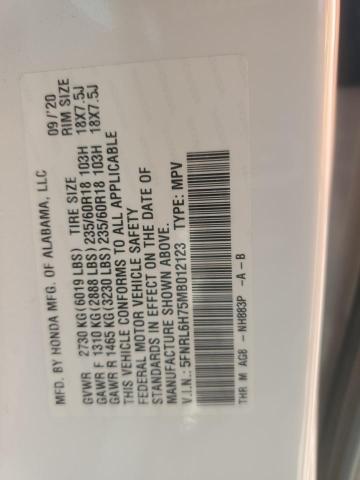 MFD. BY HONDA MFG. OF ALABAMA, LLC 09/'20
TIRE SIZE RIM SIZE
GVWR 2730 KG(6019 LBS)
GAWR F 1310 KG(2888 LBS)235/60R18 103H 18X7.5J
GAWR R 1465 KG(3230 LBS)235/60R18 103H 18X7.5J
THIS VEHICLE CONFORMS TO ALL APPLICABLE
FEDERAL MOTOR VEHICLE SAFETY
STANDARDS IN EFFECT ON THE DATE OF
MANUFACTURE SHOWN ABOVE.
V.I.N.: 5FNRL6H75MB012123 TYPE: MPV
THR M AG8 - NH883P -A-B